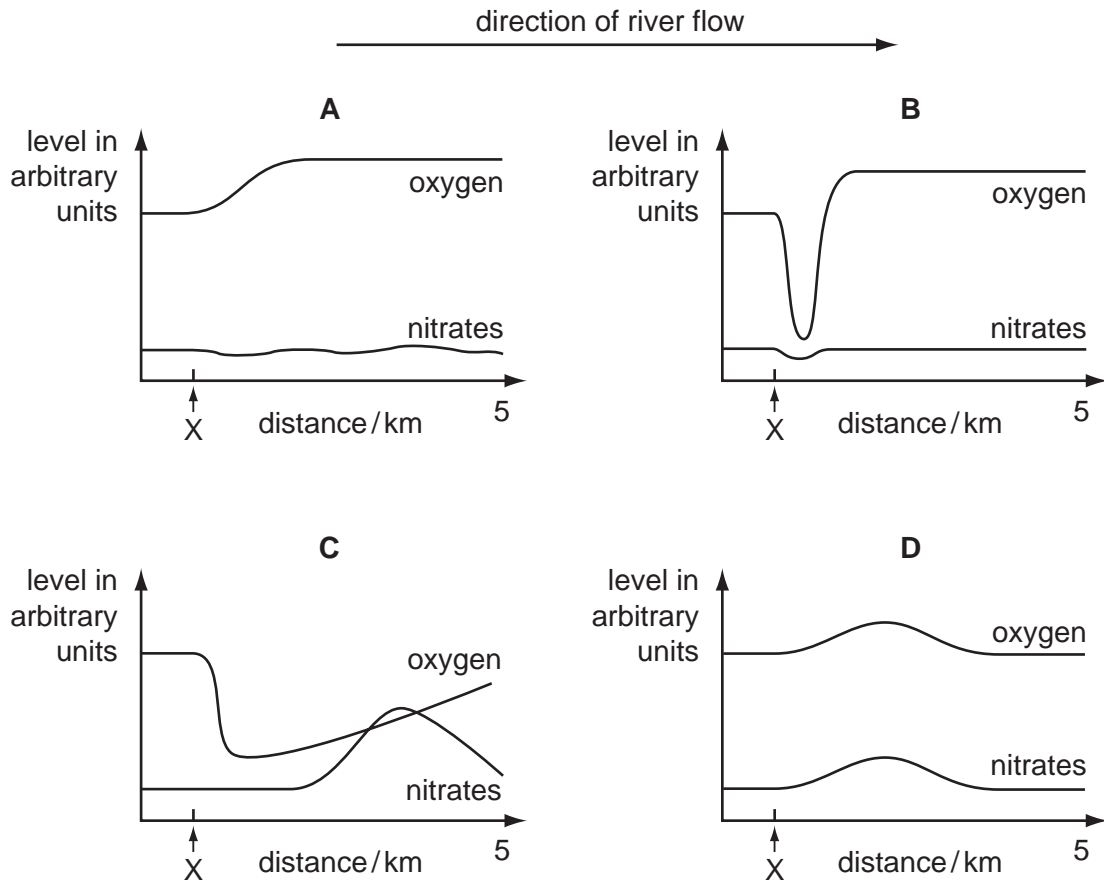 direction of river flow
A
level in
arbitrary
units
oxygen
nitrates
X
distance / km
5
B
level in
arbitrary
units
oxygen
nitrates
X
distance / km
5
C
level in
arbitrary
units
oxygen
nitrates
X
distance / km
5
D
level in
arbitrary
units
oxygen
nitrates
X
distance / km
5